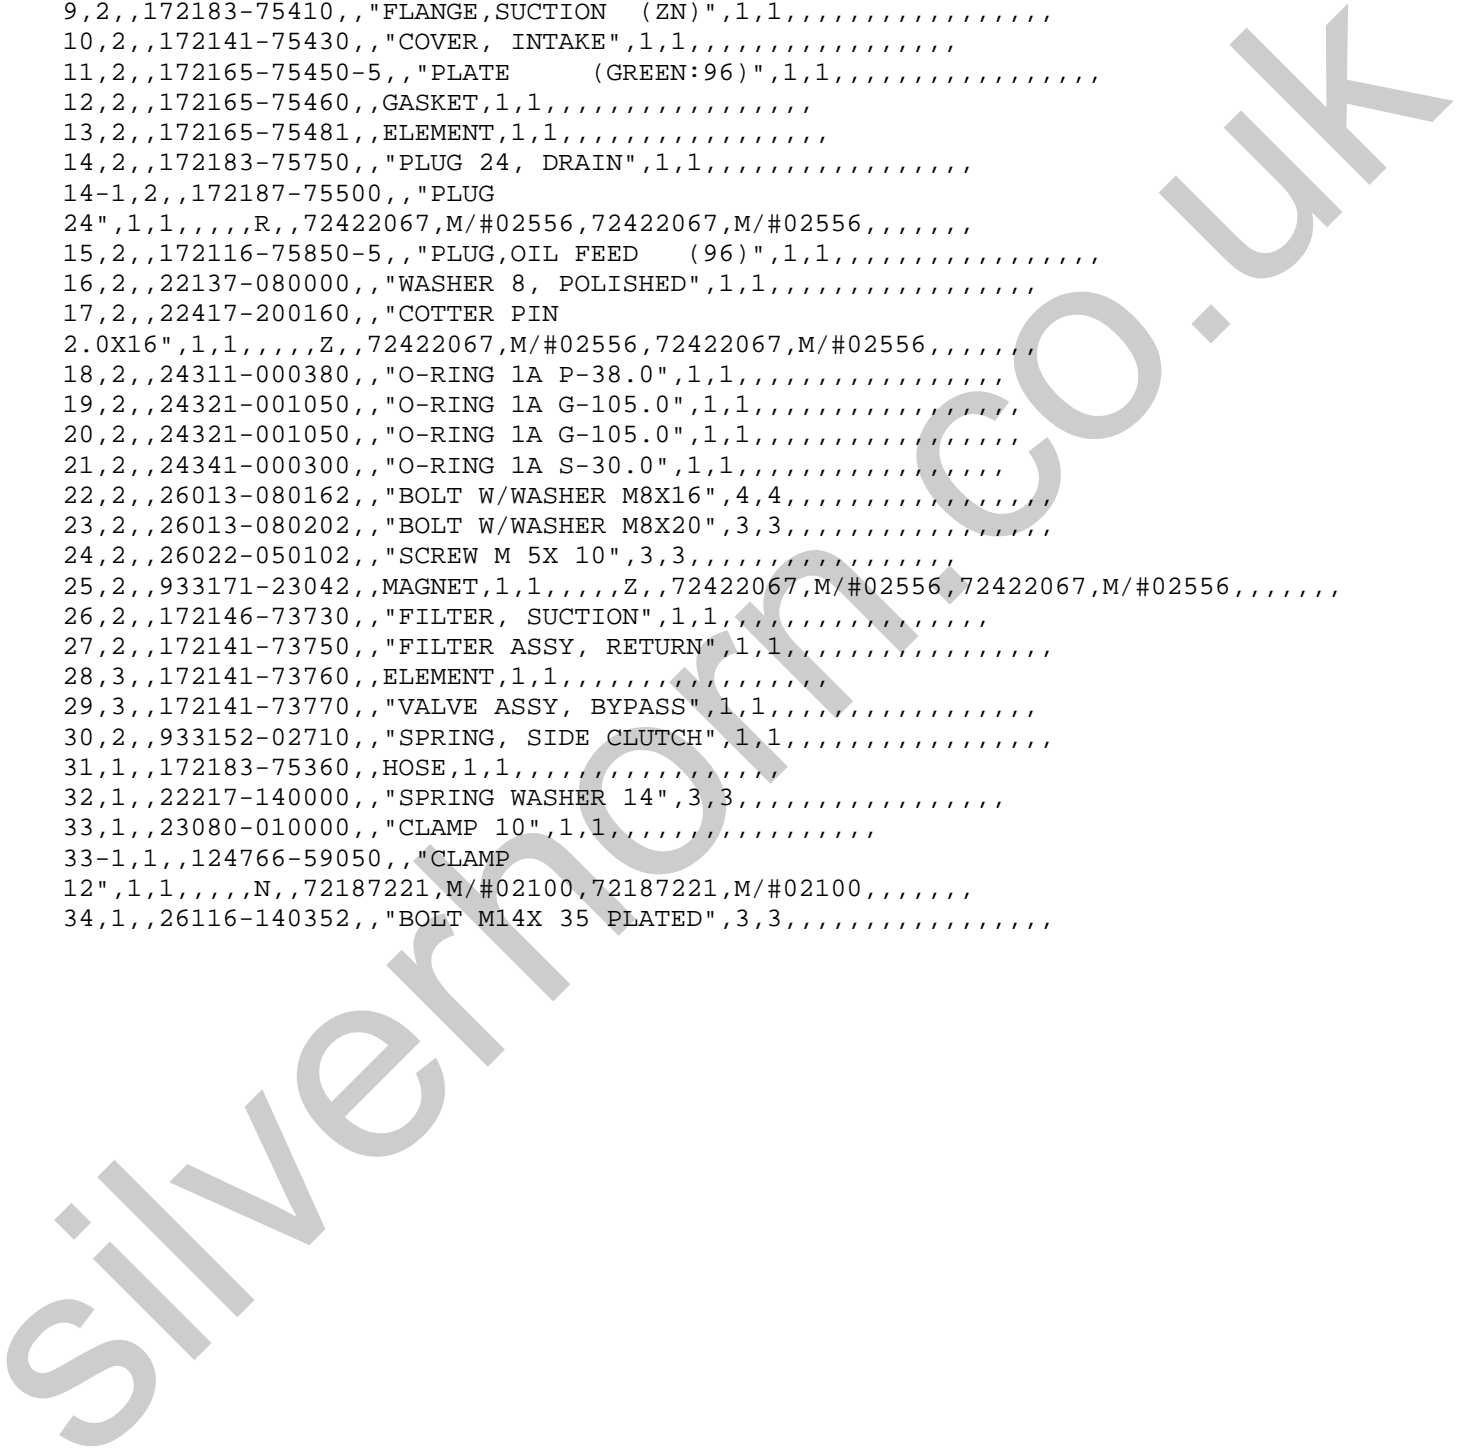 9,2,,172183-75410,,"FLANGE,SUCTION  (ZN)",1,1,,,,,,,,,,,,,,,,,
10,2,,172141-75430,,"COVER, INTAKE",1,1,,,,,,,,,,,,,,,,,
11,2,,172165-75450-5,,"PLATE     (GREEN:96)",1,1,,,,,,,,,,,,,,,,,
12,2,,172165-75460,,GASKET,1,1,,,,,,,,,,,,,,,,,
13,2,,172165-75481,,ELEMENT,1,1,,,,,,,,,,,,,,,,,
14,2,,172183-75750,,"PLUG 24, DRAIN",1,1,,,,,,,,,,,,,,,,,
14-1,2,,172187-75500,,"PLUG
24",1,1,,,,,R,,72422067,M/#02556,72422067,M/#02556,,,,,,,
15,2,,172116-75850-5,,"PLUG,OIL FEED   (96)",1,1,,,,,,,,,,,,,,,,,
16,2,,22137-080000,,"WASHER 8, POLISHED",1,1,,,,,,,,,,,,,,,,,
17,2,,22417-200160,,"COTTER PIN
2.0X16",1,1,,,,,Z,,72422067,M/#02556,72422067,M/#02556,,,,,,,
18,2,,24311-000380,,"O-RING 1A P-38.0",1,1,,,,,,,,,,,,,,,,,
19,2,,24321-001050,,"O-RING 1A G-105.0",1,1,,,,,,,,,,,,,,,,,
20,2,,24321-001050,,"O-RING 1A G-105.0",1,1,,,,,,,,,,,,,,,,,
21,2,,24341-000300,,"O-RING 1A S-30.0",1,1,,,,,,,,,,,,,,,,,
22,2,,26013-080162,,"BOLT W/WASHER M8X16",4,4,,,,,,,,,,,,,,,,,
23,2,,26013-080202,,"BOLT W/WASHER M8X20",3,3,,,,,,,,,,,,,,,,,
24,2,,26022-050102,,"SCREW M 5X 10",3,3,,,,,,,,,,,,,,,,,
25,2,,933171-23042,,MAGNET,1,1,,,,,Z,,72422067,M/#02556,72422067,M/#02556,,,,,,,
26,2,,172146-73730,,"FILTER, SUCTION",1,1,,,,,,,,,,,,,,,,,
27,2,,172141-73750,,"FILTER ASSY, RETURN",1,1,,,,,,,,,,,,,,,,,
28,3,,172141-73760,,ELEMENT,1,1,,,,,,,,,,,,,,,,,
29,3,,172141-73770,,"VALVE ASSY, BYPASS",1,1,,,,,,,,,,,,,,,,,
30,2,,933152-02710,,"SPRING, SIDE CLUTCH",1,1,,,,,,,,,,,,,,,,,
31,1,,172183-75360,,HOSE,1,1,,,,,,,,,,,,,,,,,
32,1,,22217-140000,,"SPRING WASHER 14",3,3,,,,,,,,,,,,,,,,,
33,1,,23080-010000,,"CLAMP 10",1,1,,,,,,,,,,,,,,,,,
33-1,1,,124766-59050,,"CLAMP
12",1,1,,,,,N,,72187221,M/#02100,72187221,M/#02100,,,,,,,
34,1,,26116-140352,,"BOLT M14X 35 PLATED",3,3,,,,,,,,,,,,,,,,,
silverhorn.co.uk